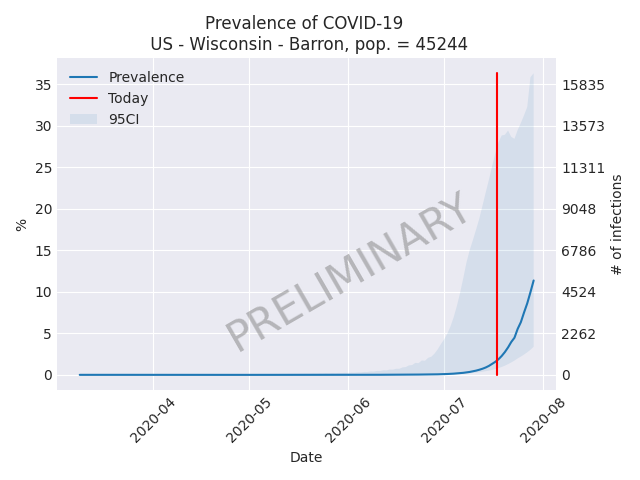 Prevalence of COVID-19
US - Wisconsin - Barron, pop. = 45244
Prevalence
Today
95CI
35
30
25
20
15
10
5
0
%
15835
13573
11311
9048
6786
4524
2262
0
# of infections
PRELIMINARY
2020-04
2020-05
2020-06
2020-07
2020-08
Date